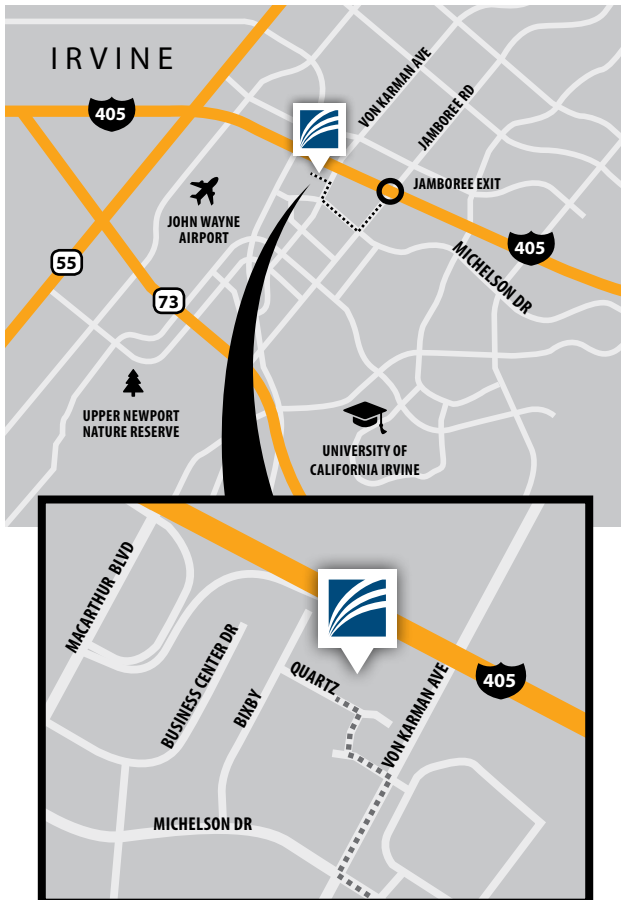 IRVINE
VON KARMAN AVE
405
JAMBOREE RD
JAMBOREE EXIT
JOHN WAYNE
AIRPORT
405
55
MICHELSON DR
73
UPPER NEWPORT
NATURE RESERVE
UNIVERSITY OF
CALIFORNIA IRVINE
MACARTHUR BLVD
BUSINESS CENTER DR
BIXBY
QUARTZ
VON KARMAN AVE
405
MICHELSON DR